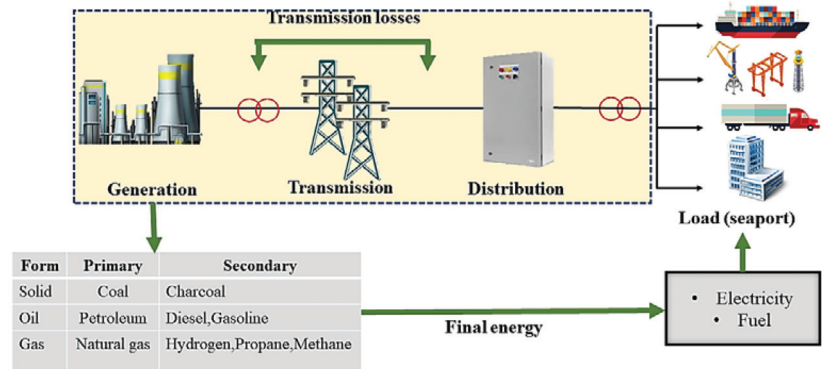 Transmission losses
Generation
Transmission
Distribution
Load (seaport)
Form Primary Secondary
Solid Coal Charcoal
Oil Petroleum Diesel,Gasoline
Gas Natural gas Hydrogen,Propane,Methane
Final energy
• Electricity
• Fuel